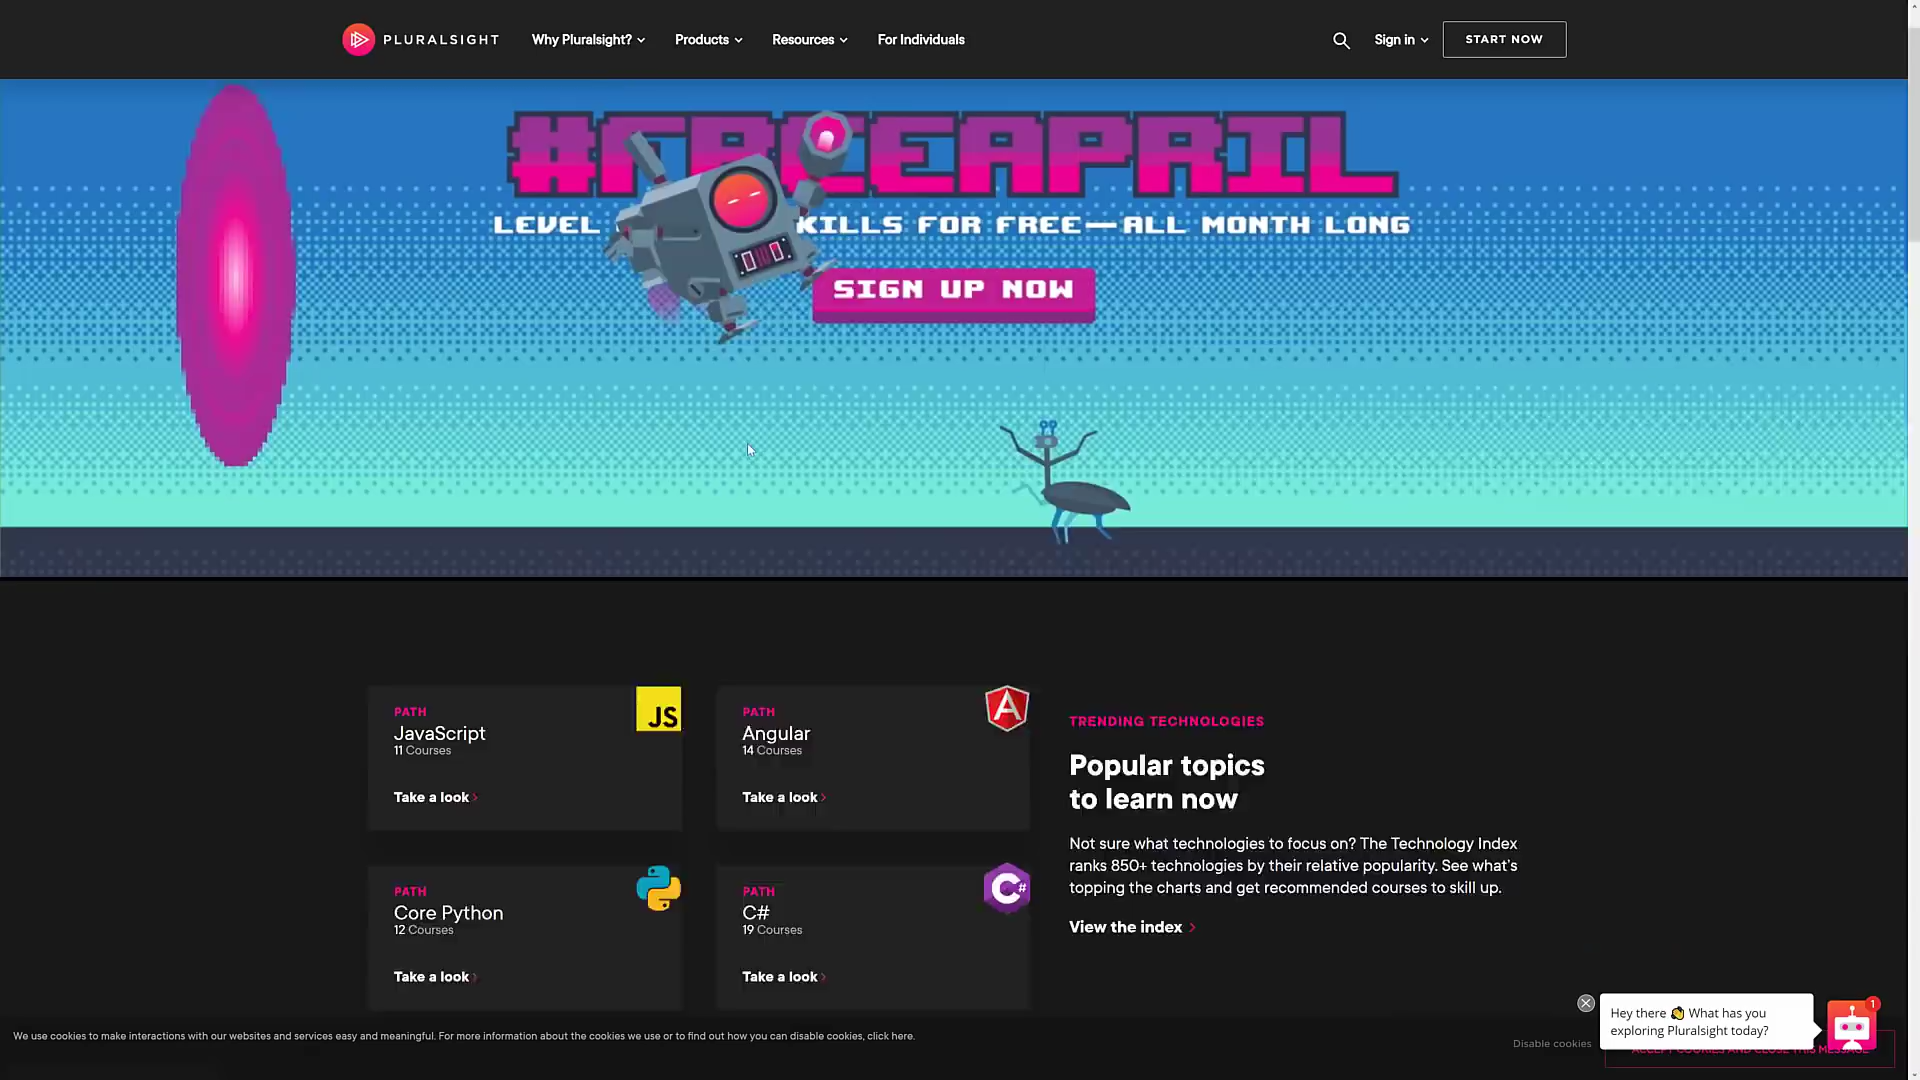 PLURALSIGHT
Why Pluralsight?
Products
Resources
For Individuals
Sign in
START NOW
#FREEAPRIL
LEVEL KILLS FOR FREE—ALL MONTH LONG
SIGN UP NOW
PATH
JavaScript
11 Courses
Take a look
JS
PATH
Angular
14 Courses
Take a look
A
TRENDING TECHNOLOGIES
Popular topics
to learn now
Not sure what technologies to focus on? The Technology Index
ranks 850+ technologies by their relative popularity. See what's
topping the charts and get recommended courses to skill up.
View the index
PATH
Core Python
12 Courses
Take a look
PATH
C#
19 Courses
Take a look
C#
Hey there 👋 What has you
exploring Pluralsight today?
1
We use cookies to make interactions with our websites and services easy and meaningful. For more information about the cookies we use or to find out how you can disable cookies, click here.
Disable cookies
ACCEPT COOKIES AND CLOSE THIS MESSAGE